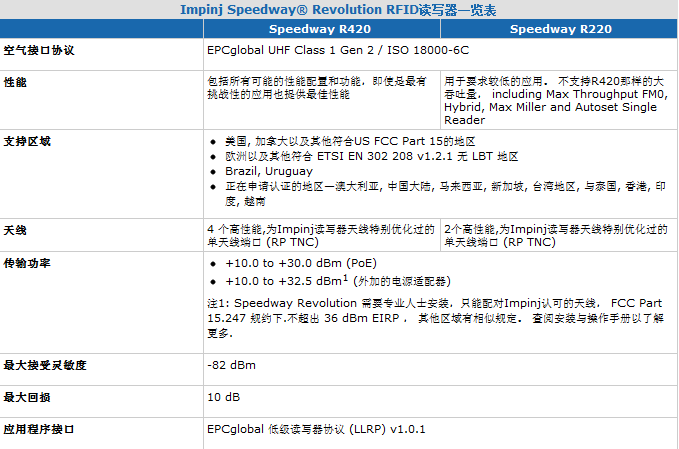 Impinj Speedway® Revolution RFID读写器一览表
Speedway R420
Speedway R220
空气接口协议
EPCglobal UHF Class 1 Gen 2 / ISO 18000-6C
性能
包括所有可能的性能配置和功能，即使是最有
挑战性的应用也提供最佳性能
用于要求较低的应用。 不支持R420那样的大
吞吐量， including Max Throughput FM0,
Hybrid, Max Miller and Autoset Single
Reader
支持区域
● 美国, 加拿大以及其他符合US FCC Part 15的地区
● 欧洲以及其他符合 ETSI EN 302 208 v1.2.1 无 LBT 地区
● Brazil, Uruguay
● 正在申请认证的地区—澳大利亚, 中国大陆, 马来西亚, 新加坡, 台湾地区, 与泰国, 香港, 印
度, 越南
天线
4 个高性能,为Impinj读写器天线特别优化过的
单天线端口 (RP TNC)
2个高性能,为Impinj读写器天线特别优化过的
单天线端口 (RP TNC)
传输功率
● +10.0 to +30.0 dBm (PoE)
● +10.0 to +32.5 dBm1 (外加的电源适配器)
注1: Speedway Revolution 需要专业人士安装，只能配对Impinj认可的天线， FCC Part
15.247 规约下.不超出 36 dBm EIRP ， 其他区域有相似规定。 查阅安装与操作手册以了解
更多.
最大接受灵敏度
-82 dBm
最大回损
10 dB
应用程序接口
EPCglobal 低级读写器协议 (LLRP) v1.0.1